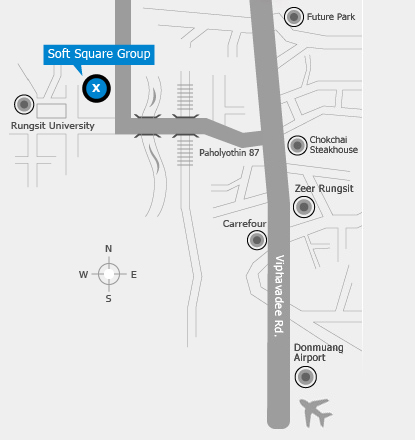 Future Park
Soft Square Group
X
Rungsit University
Chokchai
Steakhouse
Paholyothin 87
Zeer Rungsit
Carrefour
N
W E
S
Viphavadee Rd.
Donmuang
Airport